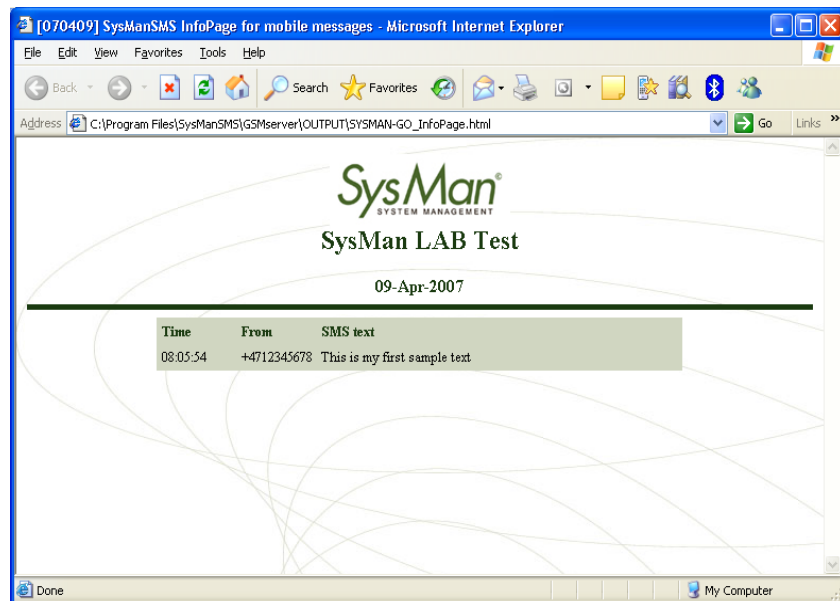 [070409] SysManSMS InfoPage for mobile messages - Microsoft Internet Explorer
File Edit View Favorites Tools Help
Back Search Favorites
Address C:\Program Files\SysManSMS\GSMserver\OUTPUT\SYSMAN-GO_InfoPage.html Go Links »
SysMan®
SYSTEM MANAGEMENT
SysMan LAB Test
09-Apr-2007
Time From SMS text
08:05:54 +4712345678 This is my first sample text
Done My Computer